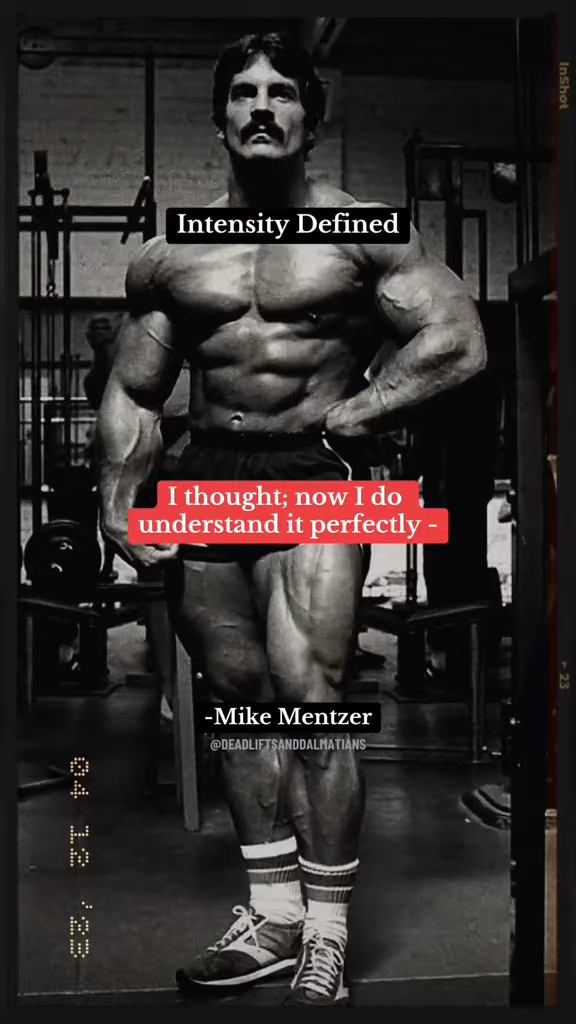 InShot
Intensity Defined
I thought; now I do
understand it perfectly -
-Mike Mentzer
@DEADLIFTSANDDALMATIANS
▸ 23
04 12 '23